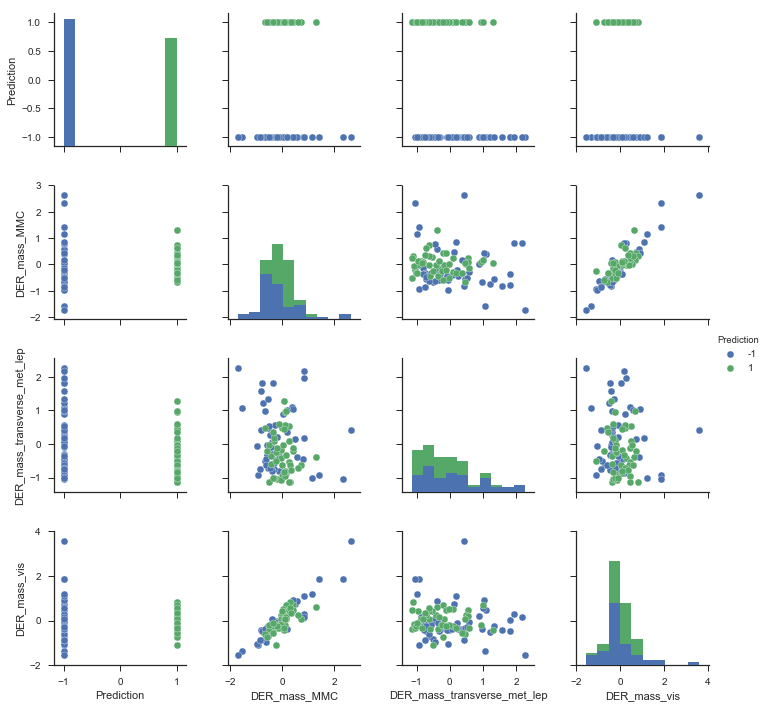 Prediction
1.0
0.5
0.0
−0.5
−1.0
DER_mass_MMC
3
2
1
0
−1
−2
DER_mass_transverse_met_lep
2
1
0
−1
Prediction
-1
1
DER_mass_vis
4
2
0
−2
−1 0 1
−2 0 2
−1 0 1 2
−2 0 2 4
Prediction
DER_mass_MMC
DER_mass_transverse_met_lep
DER_mass_vis